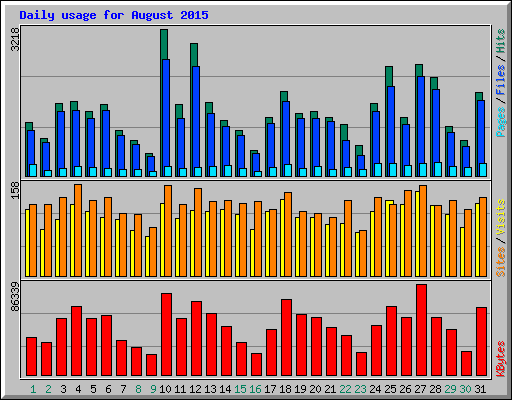 Daily usage for August 2015
3218
Pages / Files / Hits
158
Sites / Visits
86339
KBytes
1 2 3 4 5 6 7 8 9 10 11 12 13 14 15 16 17 18 19 20 21 22 23 24 25 26 27 28 29 30 31